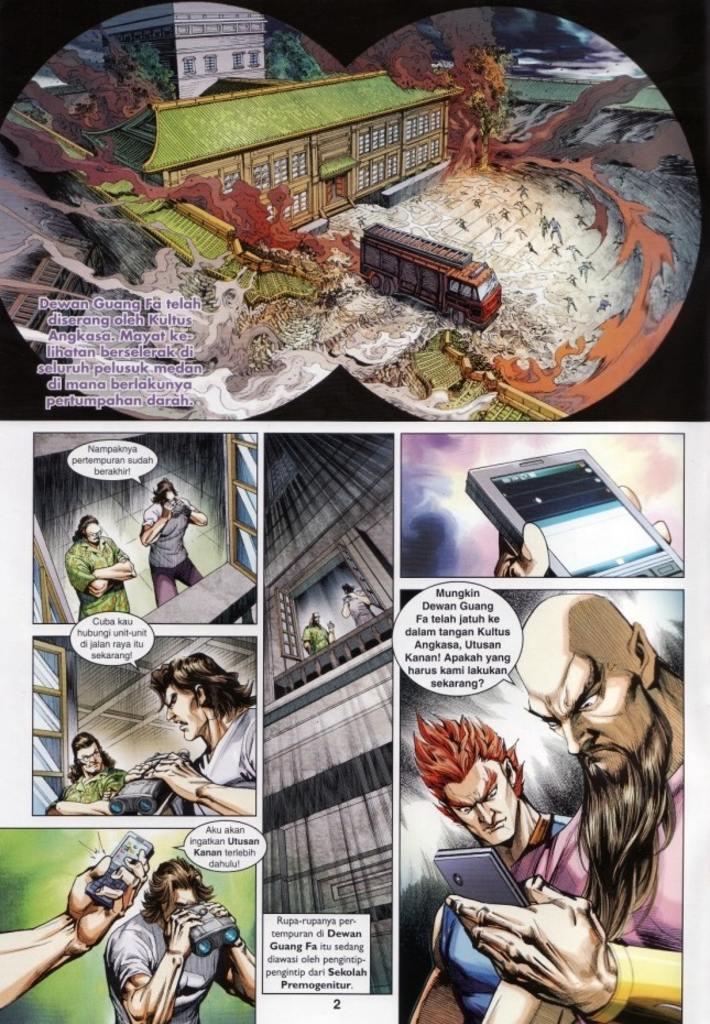 Dewan Guang Fa telah
diserang oleh Kultus
Angkasa. Mayat ke-
lihatan berselerak di
seluruh pelusuk medan
di mana berlakunya
pertumpahan darah.
Nampaknya
pertempuran sudah
berakhir!
Cuba kau
hubungi unit-unit
di jalan raya itu
sekarang!
Aku akan
ingatkan Utusan
Kanan terlebih
dahulu!
Rupa-rupanya per-
tempuran di Dewan
Guang Fa itu sedang
diawasi oleh pengintip-
pengintip dari Sekolah
Premogenitur.
Mungkin
Dewan Guang
Fa telah jatuh ke
dalam tangan Kultus
Angkasa, Utusan
Kanan! Apakah yang
harus kami lakukan
sekarang?
2